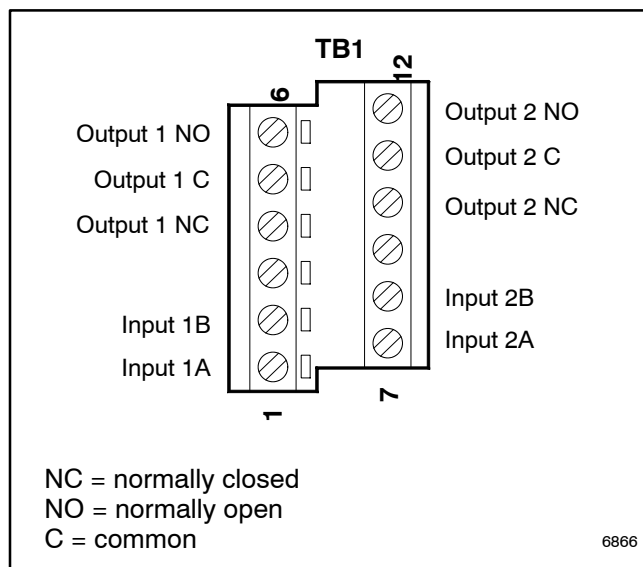 TB1
6
12
Output 1 NO
Output 1 C
Output 1 NC
Input 1B
Input 1A
Output 2 NO
Output 2 C
Output 2 NC
Input 2B
Input 2A
1
7
NC = normally closed
NO = normally open
C = common
6866